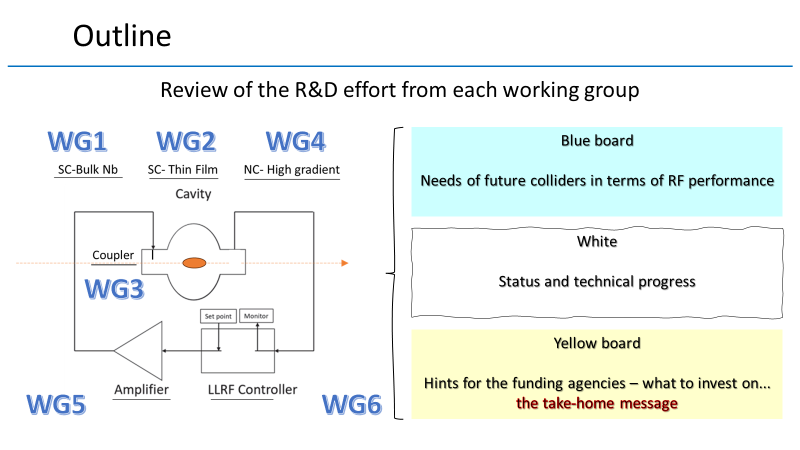 Outline
Review of the R&D effort from each working group
WG1
WG2
WG4
SC-Bulk Nb
SC- Thin Film
NC- High gradient
Cavity
Coupler
WG3
Set point
Monitor
Amplifier
LLRF Controller
WG5
WG6
Blue board
Needs of future colliders in terms of RF performance
White
Status and technical progress
Yellow board
Hints for the funding agencies – what to invest on...
the take-home message